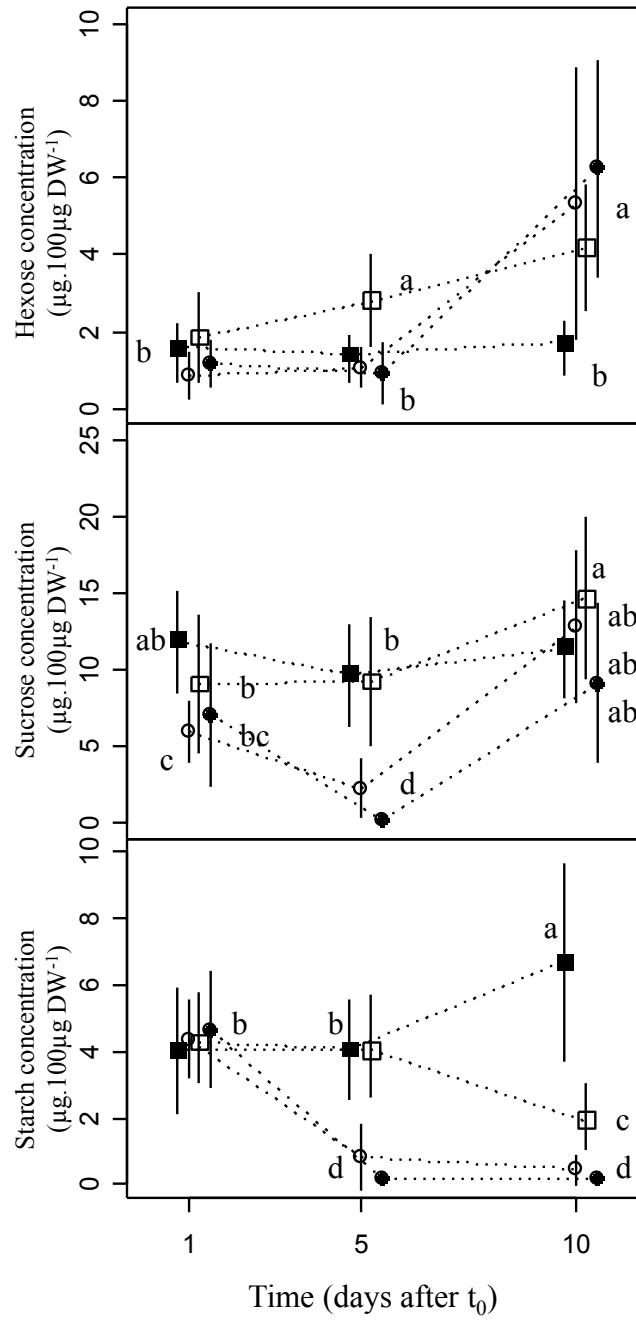 Hexose concentration
(µg.100µg DW-1)
10
8
6
4
2
0
b
a
b
a
b
Sucrose concentration
(µg.100µg DW-1)
25
20
15
10
5
0
ab
b
c
bc
b
d
a
ab
ab
ab
Starch concentration
(µg.100µg DW-1)
10
8
6
4
2
0
b
b
d
a
c
d
1 5 10
Time (days after t0)